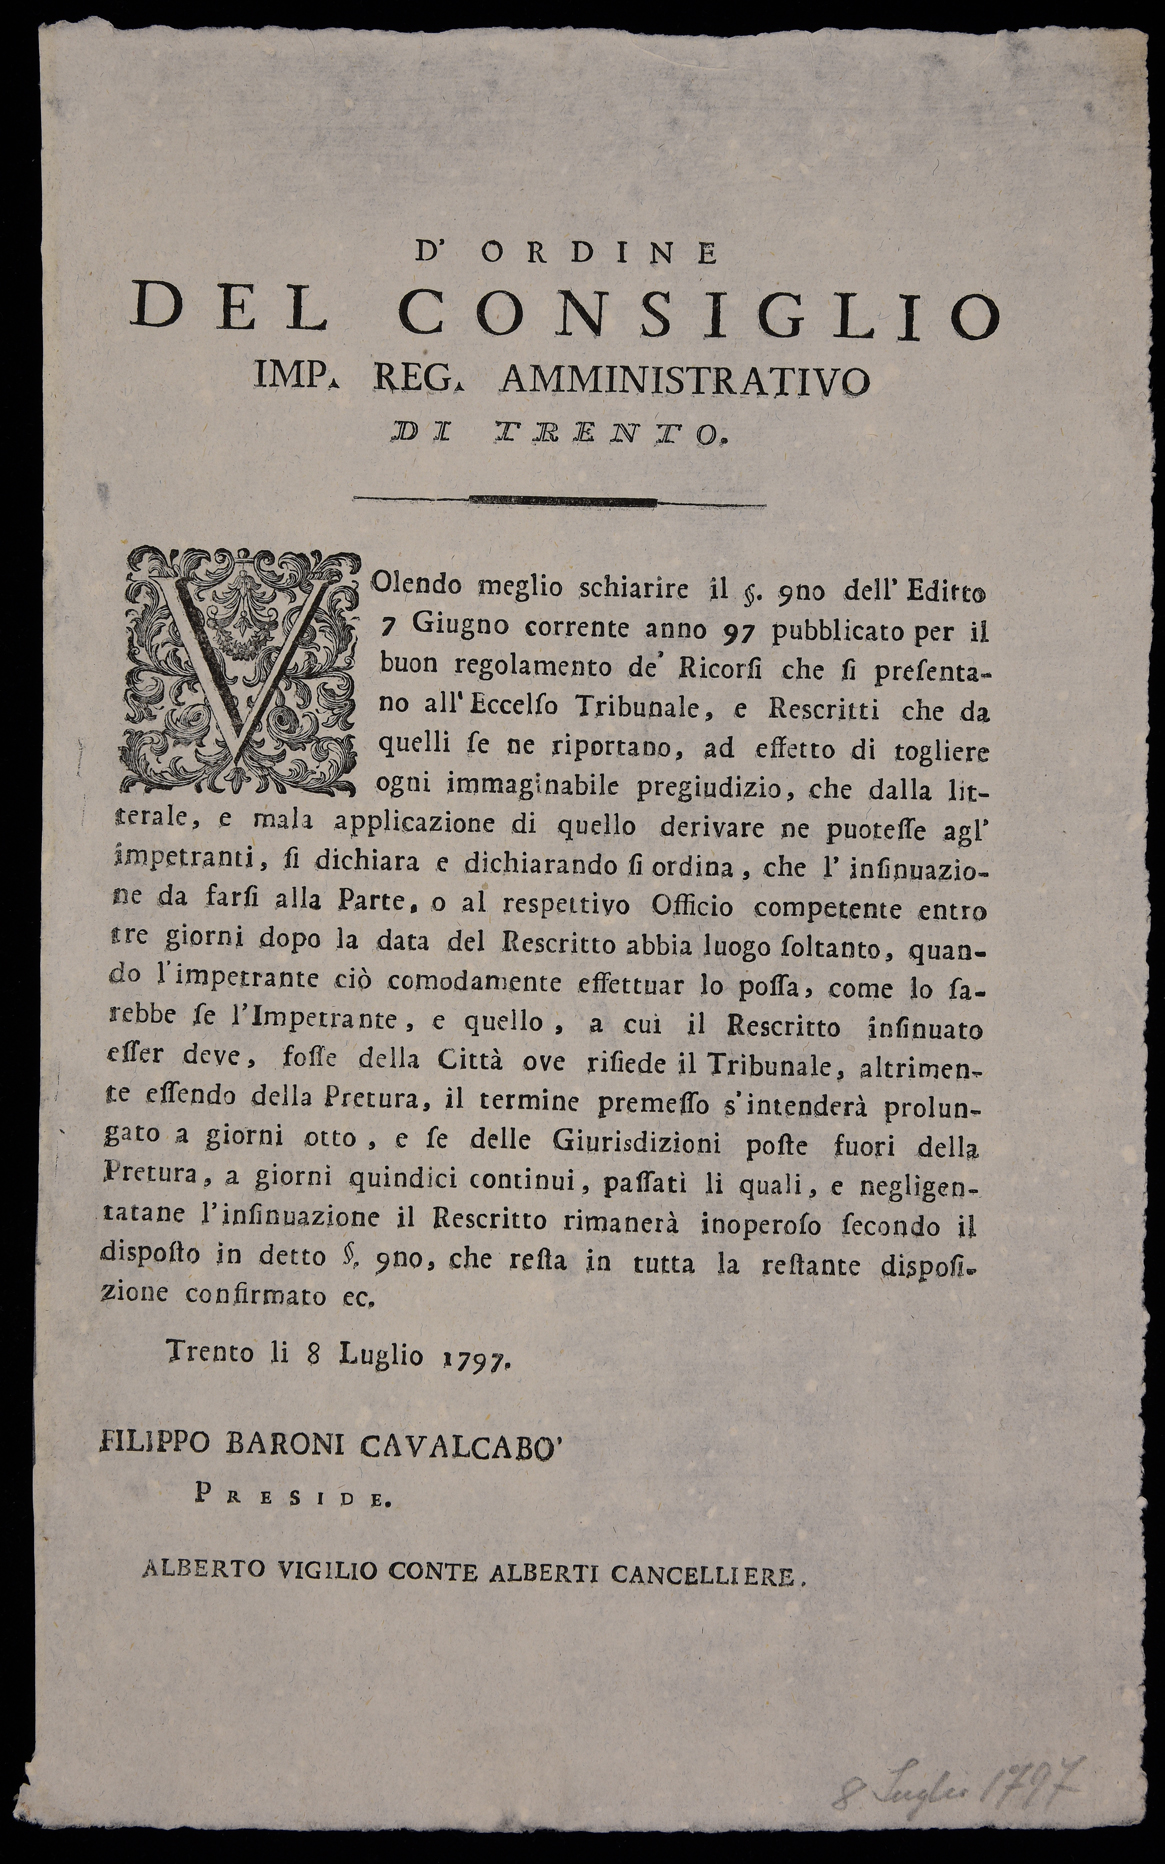 D' ORDINE
DEL CONSIGLIO
IMP. REG. AMMINISTRATIVO
DI TRENTO.
VOlendo meglio schiarire il §. 9no dell' Editto
7 Giugno corrente anno 97 pubblicato per il
buon regolamento de' Ricorſi che ſi preſenta-
no all' Eccelſo Tribunale, e Rescritti che da
quelli ſe ne riportano, ad effetto di togliere
ogni immaginabile pregiudizio, che dalla lit-
terale, e mala applicazione di quello derivare ne puoteſſe agl'
impetranti, ſi dichiara e dichiarando ſi ordina, che l' inſinuazio-
ne da farſi alla Parte, o al respettivo Officio competente entro
tre giorni dopo la data del Rescritto abbia luogo ſoltanto, quan-
do l'impetrante ciò comodamente effettuar lo poſſa, come lo ſa-
rebbe ſe l'Impetrante, e quello, a cui il Rescritto inſinuato
eſſer deve, foſſe della Città ove riſiede il Tribunale, altrimen-
te eſſendo della Pretura, il termine premeſſo s'intenderà prolun-
gato a giorni otto, e ſe delle Giurisdizioni poſte fuori della
Pretura, a giorni quindici continui, paſſati li quali, e negligen-
tatane l'inſinuazione il Rescritto rimanerà inoperoſo ſecondo il
dispoſto in detto §. 9no, che reſta in tutta la reſtante dispoſi-
zione confirmato ec.
Trento li 8 Luglio 1797.
FILIPPO BARONI CAVALCABO'
PRESIDE.
ALBERTO VIGILIO CONTE ALBERTI CANCELLIERE.
8 Luglio 1797